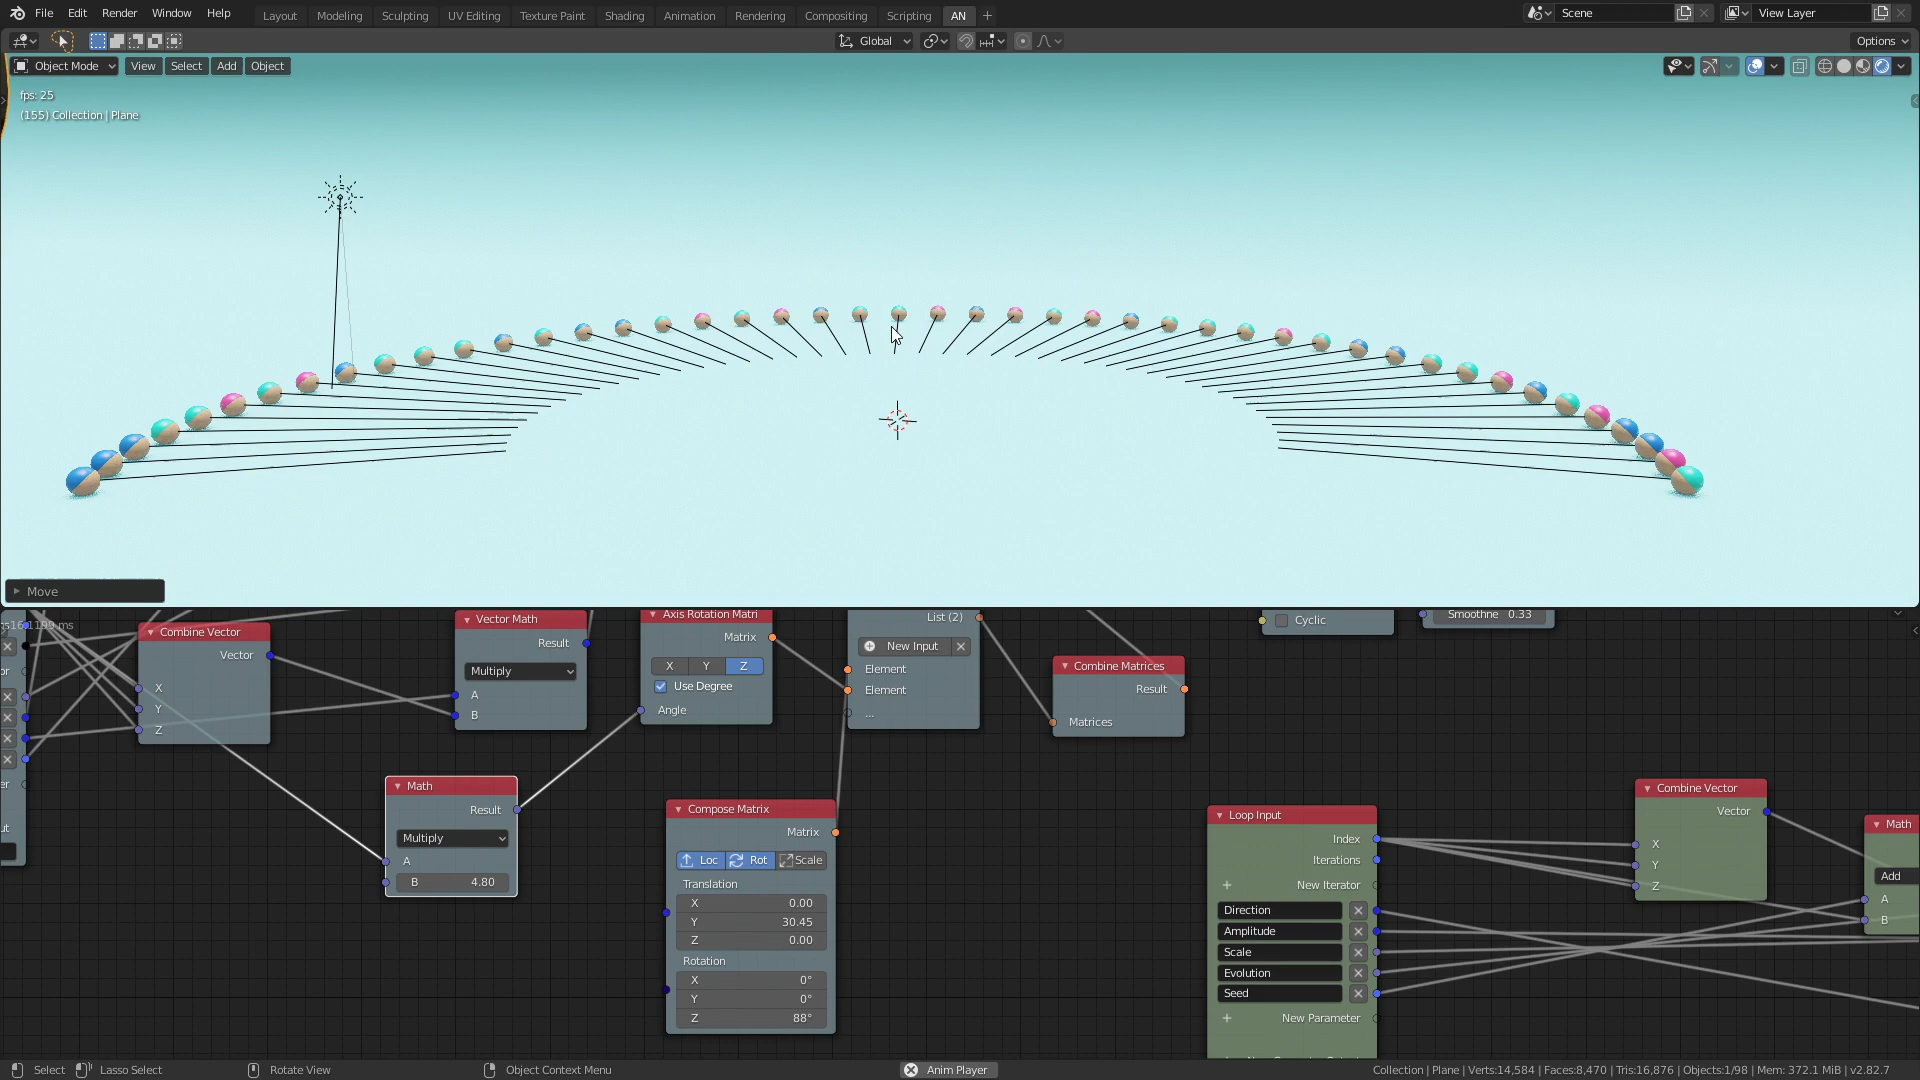 File Edit Render Window Help Layout Modeling Sculpting UV Editing Texture Paint Shading Animation Rendering Compositing Scripting AN + Scene View Layer
Global Options
Object Mode View Select Add Object
fps: 25
(155) Collection | Plane
Move
Combine Vector
Vector
X
Y
Z
Vector Math
Result
Multiply
A
B
Axis Rotation Matri
Matrix
X Y Z
Use Degree
Angle
List (2)
New Input
Element
Element
...
Combine Matrices
Result
Matrices
Cyclic
Smoothne 0.33
Math
Result
Multiply
A
B 4.80
Compose Matrix
Matrix
Loc Rot Scale
Translation
X 0.00
Y 30.45
Z 0.00
Rotation
X 0°
Y 0°
Z 88°
Loop Input
Index
Iterations
New Iterator
Direction
Amplitude
Scale
Evolution
Seed
New Parameter
Combine Vector
Vector
X
Y
Z
Math
Add
A
B
Select Lasso Select Rotate View Object Context Menu Anim Player Collection | Plane | Verts:14,584 | Faces:8,470 | Tris:16,876 | Objects:1/98 | Mem: 372.1 MiB | v2.82.7